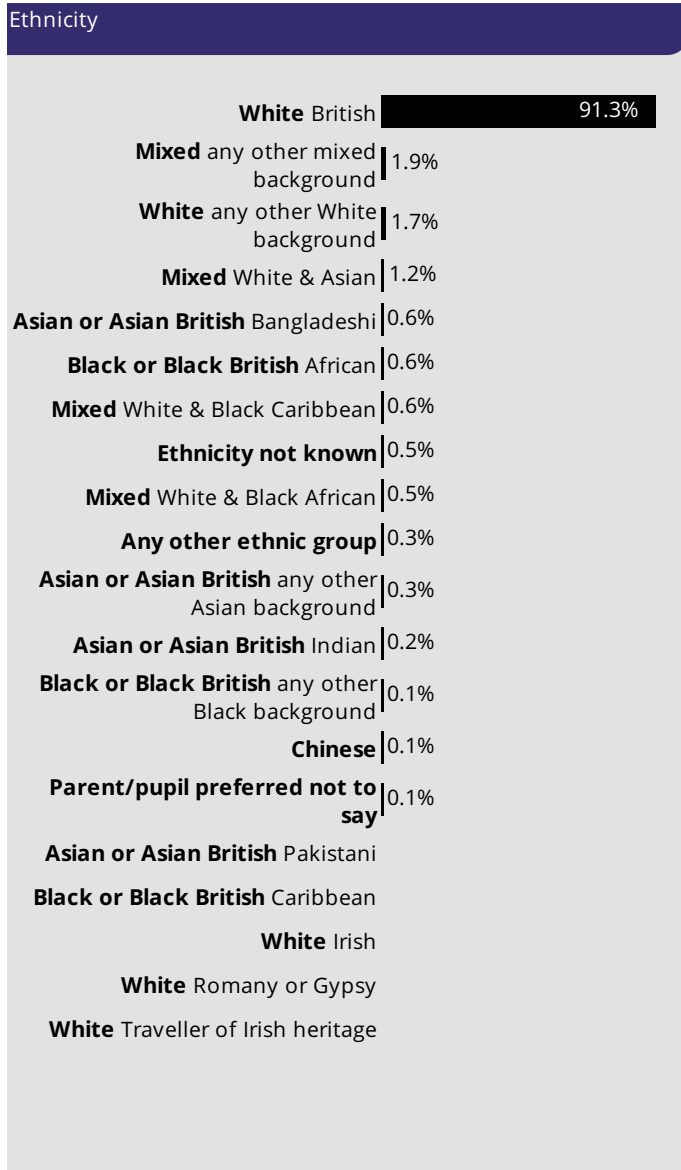 Ethnicity
White British 91.3%
Mixed any other mixed
background 1.9%
White any other White
background 1.7%
Mixed White & Asian 1.2%
Asian or Asian British Bangladeshi 0.6%
Black or Black British African 0.6%
Mixed White & Black Caribbean 0.6%
Ethnicity not known 0.5%
Mixed White & Black African 0.5%
Any other ethnic group 0.3%
Asian or Asian British any other
Asian background 0.3%
Asian or Asian British Indian 0.2%
Black or Black British any other
Black background 0.1%
Chinese 0.1%
Parent/pupil preferred not to
say 0.1%
Asian or Asian British Pakistani
Black or Black British Caribbean
White Irish
White Romany or Gypsy
White Traveller of Irish heritage